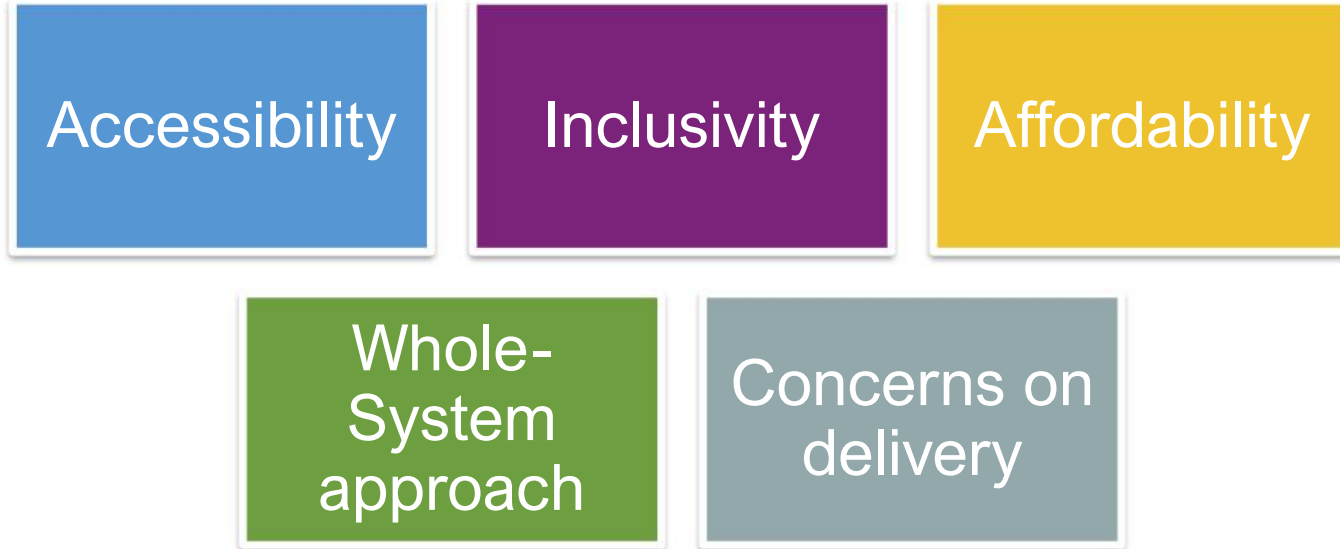 Accessibility
Inclusivity
Affordability
Whole-
System
approach
Concerns on
delivery